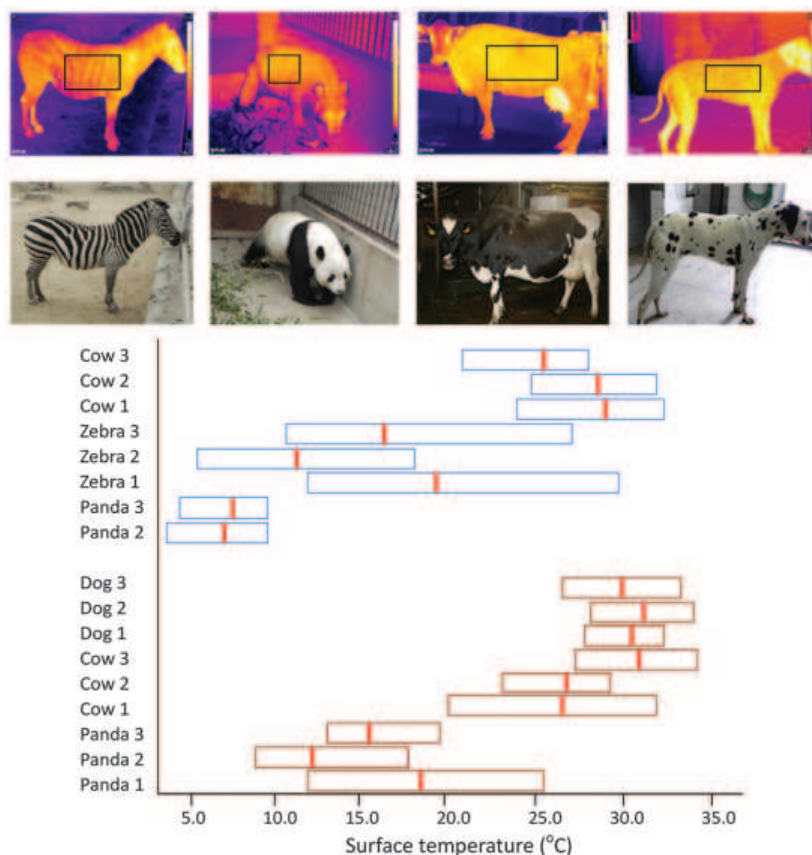 Cow 3
Cow 2
Cow 1
Zebra 3
Zebra 2
Zebra 1
Panda 3
Panda 2
Dog 3
Dog 2
Dog 1
Cow 3
Cow 2
Cow 1
Panda 3
Panda 2
Panda 1
5.0 10.0 15.0 20.0 25.0 30.0 35.0
Surface temperature (°C)